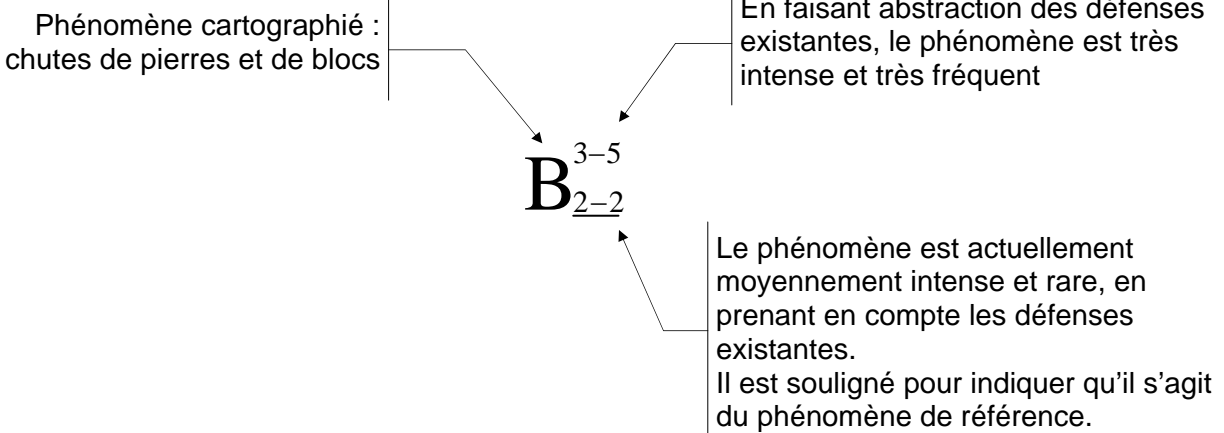 Phénomène cartographié :
chutes de pierres et de blocs
En faisant abstraction des défenses
existantes, le phénomène est très
intense et très fréquent
B 3–5
2–2
Le phénomène est actuellement
moyennement intense et rare, en
prenant en compte les défenses
existantes.
Il est souligné pour indiquer qu’il s’agit
du phénomène de référence.